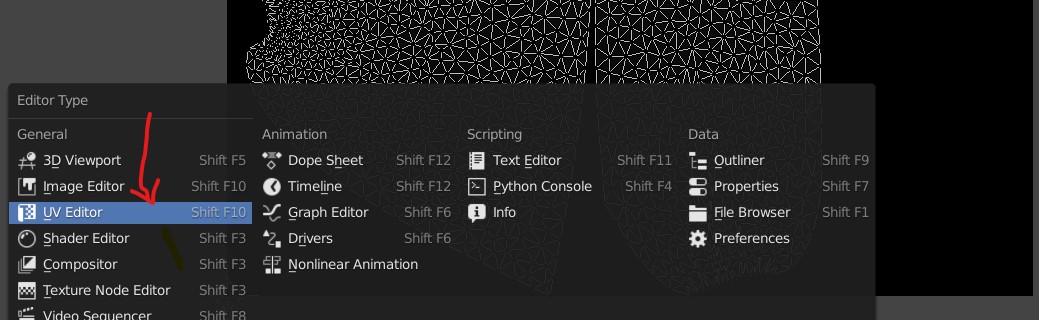 Editor Type
General
3D Viewport Shift F5
Image Editor Shift F10
UV Editor Shift F10
Shader Editor Shift F3
Compositor Shift F3
Texture Node Editor Shift F3
Video Sequencer Shift F8
Animation
Dope Sheet Shift F12
Timeline Shift F12
Graph Editor Shift F6
Drivers Shift F6
Nonlinear Animation
Scripting
Text Editor Shift F11
Python Console Shift F4
Info
Data
Outliner Shift F9
Properties Shift F7
File Browser Shift F1
Preferences